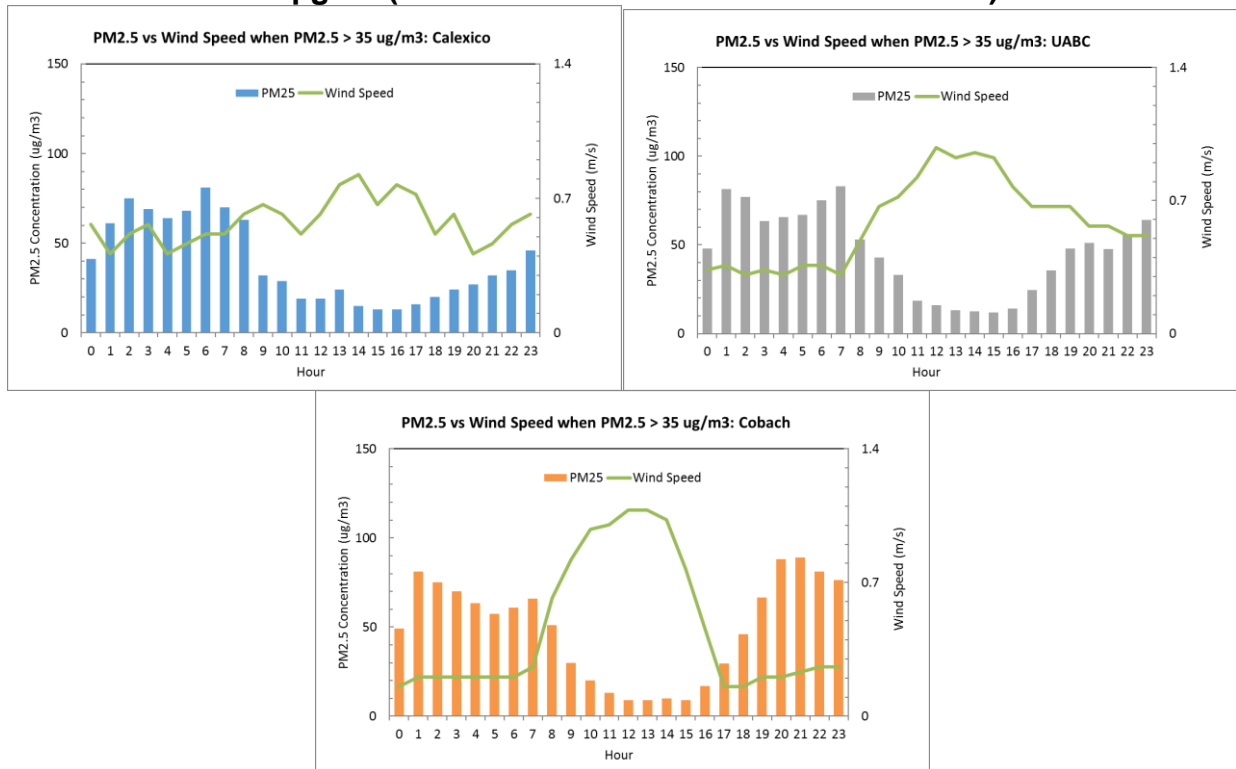 PM2.5 vs Wind Speed when PM2.5 > 35 ug/m3: Calexico
150
1.4
PM25
Wind Speed
100
PM2.5 Concentration (ug/m3)
0.7
Wind Speed (m/s)
50
0
0
0 1 2 3 4 5 6 7 8 9 10 11 12 13 14 15 16 17 18 19 20 21 22 23
Hour
PM2.5 vs Wind Speed when PM2.5 > 35 ug/m3: UABC
150
1.4
PM25
Wind Speed
100
PM2.5 Concentration (ug/m3)
0.7
Wind Speed (m/s)
50
0
0
0 1 2 3 4 5 6 7 8 9 10 11 12 13 14 15 16 17 18 19 20 21 22 23
Hour
PM2.5 vs Wind Speed when PM2.5 > 35 ug/m3: Cobach
150
1.4
PM25
Wind Speed
100
PM2.5 Concentration (ug/m3)
0.7
Wind Speed (m/s)
50
0
0
0 1 2 3 4 5 6 7 8 9 10 11 12 13 14 15 16 17 18 19 20 21 22 23
Hour